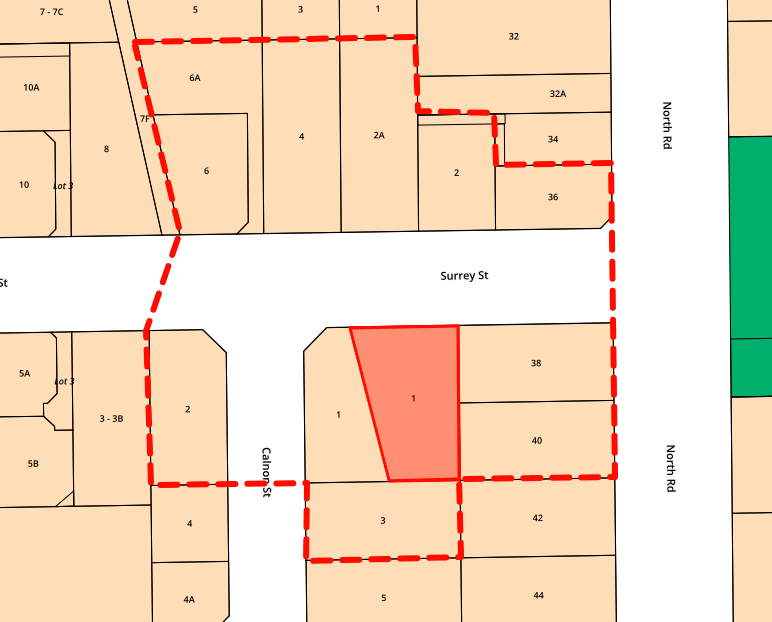 7 - 7C
5
3
1
32
6A
10A
32A
7F
North Rd
4
2A
34
8
6
2
10
Lot 3
36
St
Surrey St
5A
Lot 3
38
1
2
1
3 - 3B
40
5B
Calnon St
North Rd
3
42
4
4A
5
44